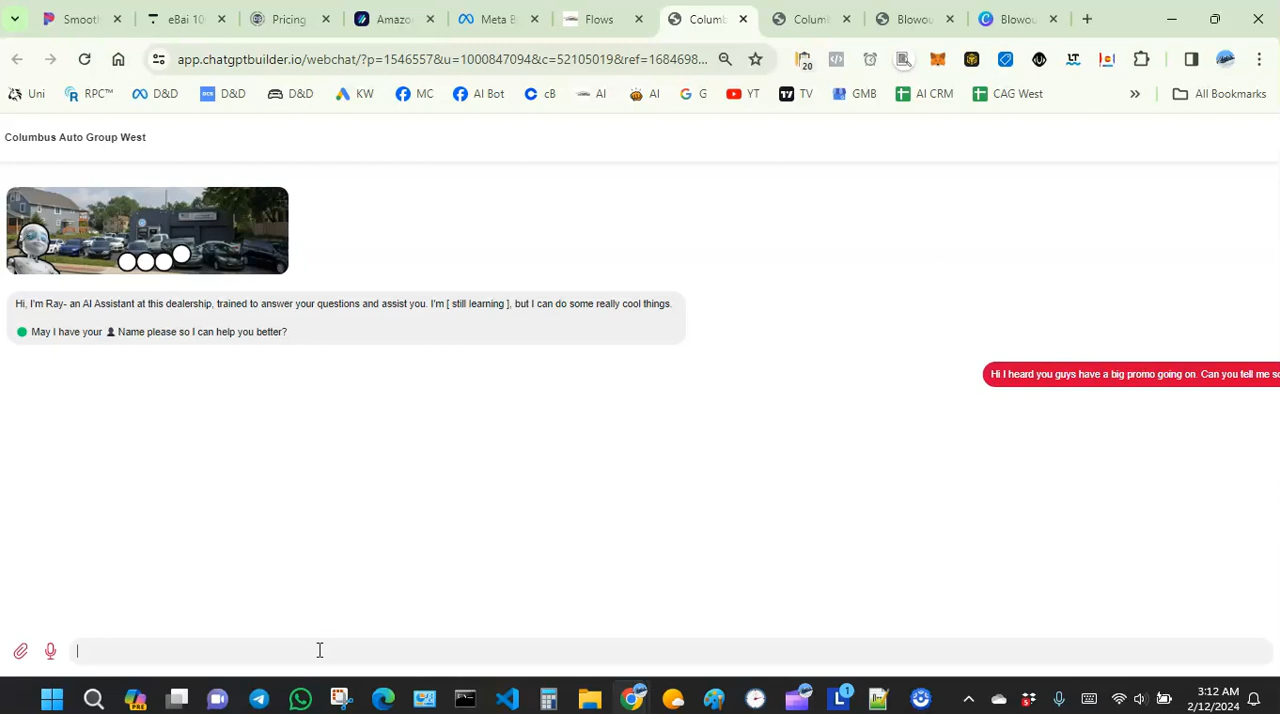 Smooth
eBai 10
Pricing
Amazo
Meta B
Flows
Columb
Columb
Blowou
Blowou
app.chatgptbuilder.io/webchat/?p=1546557&u=1000847094&c=52105019&ref=1684698...
20
Uni
RPC™
D&D
D&D
D&D
KW
MC
AI Bot
cB
AI
AI
G
YT
TV
GMB
AI CRM
CAG West
All Bookmarks
Columbus Auto Group West
Hi, I'm Ray- an AI Assistant at this dealership, trained to answer your questions and assist you. I'm [ still learning ], but I can do some really cool things.
May I have your Name please so I can help you better?
Hi I heard you guys have a big promo going on. Can you tell me so
1
3:12 AM
2/12/2024